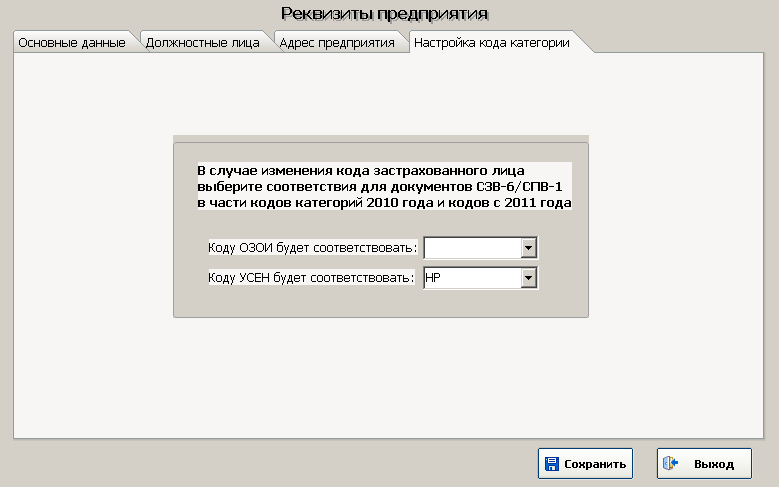 Реквизиты предприятия
Основные данные
Должностные лица
Адрес предприятия
Настройка кода категории
В случае изменения кода застрахованного лица
выберите соответствия для документов СЗВ-6/СПВ-1
в части кодов категорий 2010 года и кодов с 2011 года
Коду ОЗОИ будет соответствовать:
Коду УСЕН будет соответствовать: НР
Сохранить
Выход